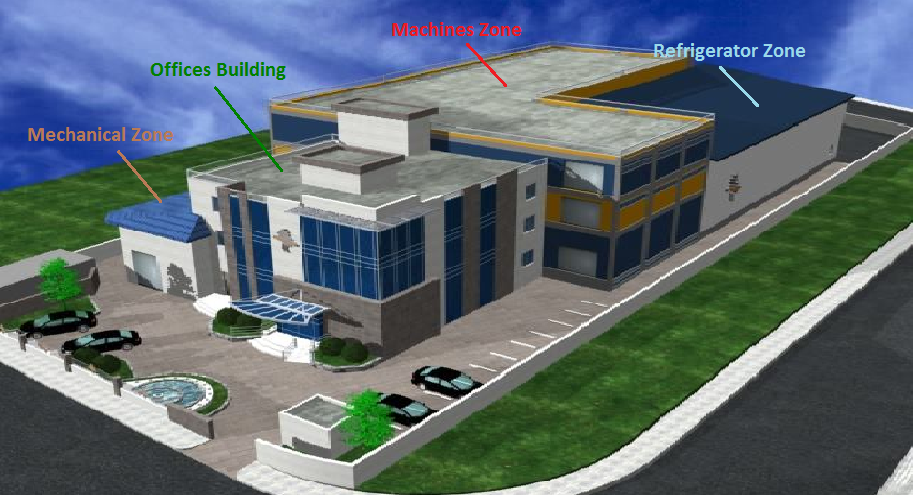 Machines Zone
Refrigerator Zone
Offices Building
Mechanical Zone